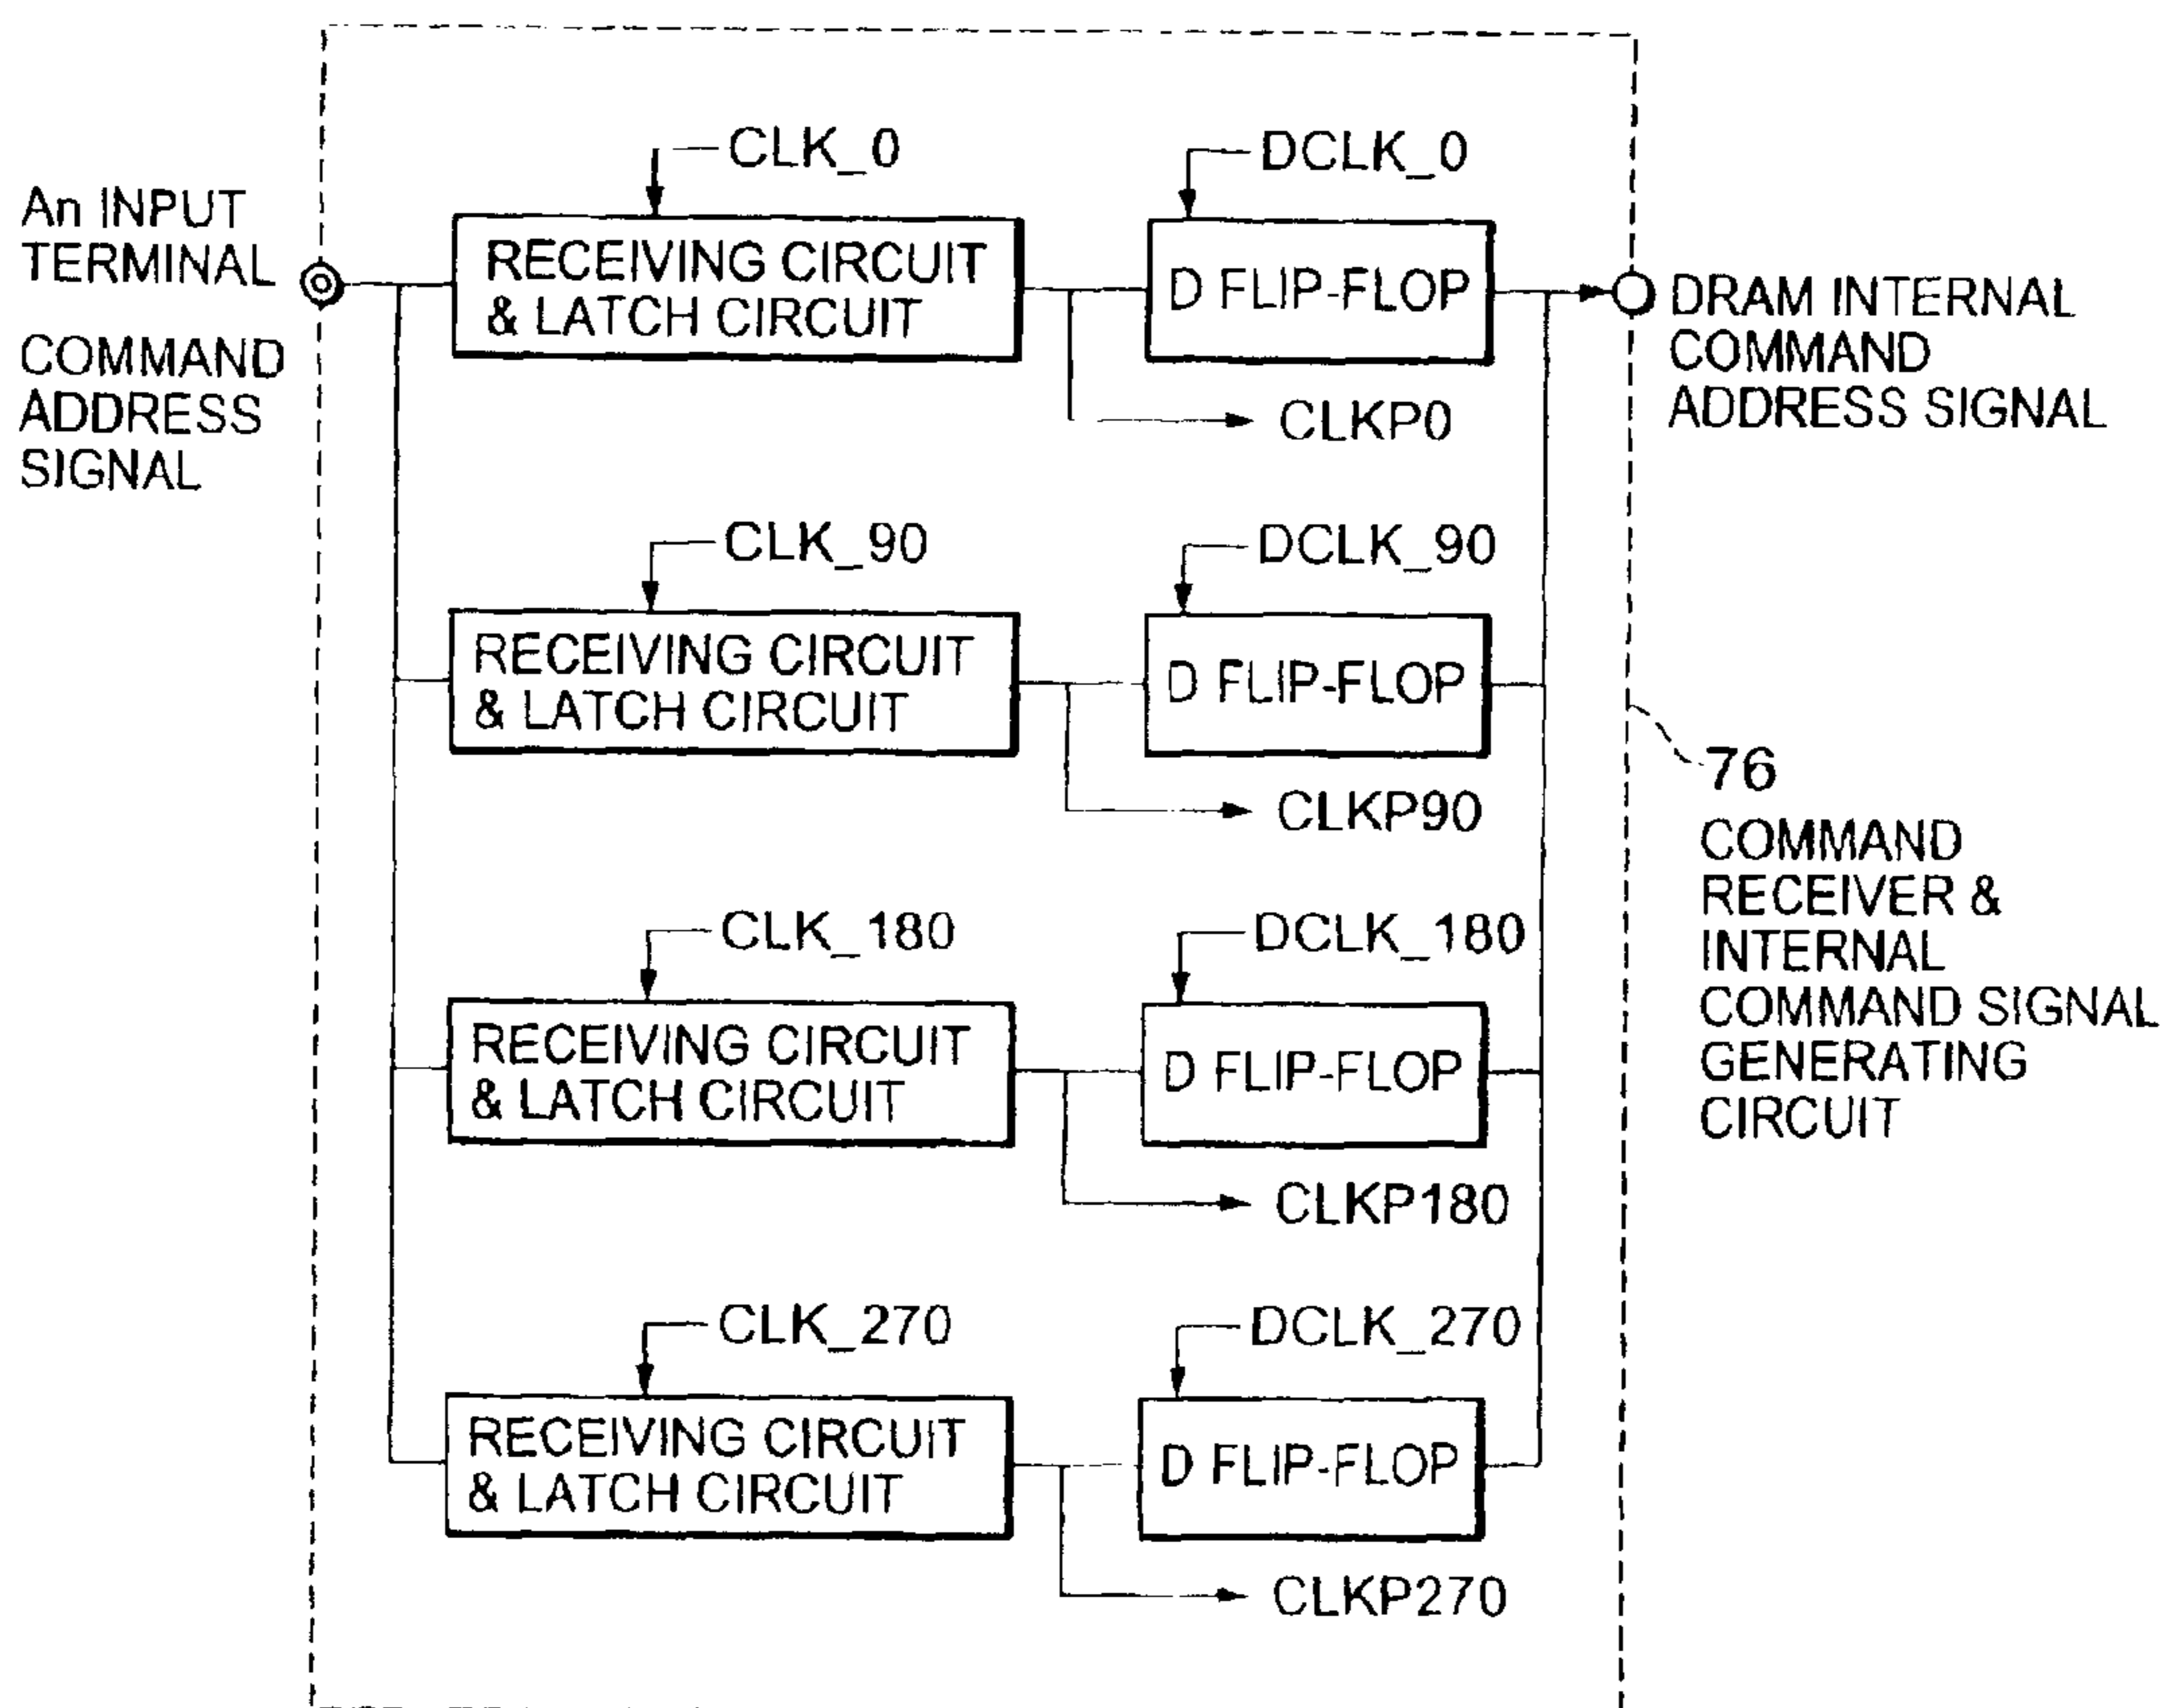 CLK_0
DCLK_0
An INPUT
TERMINAL
COMMAND
ADDRESS
SIGNAL
RECEIVING CIRCUIT
& LATCH CIRCUIT
D FLIP-FLOP
DRAM INTERNAL
COMMAND
ADDRESS SIGNAL
CLKP0
CLK_90
DCLK_90
RECEIVING CIRCUIT
& LATCH CIRCUIT
D FLIP-FLOP
CLKP90
76
COMMAND
RECEIVER &
INTERNAL
COMMAND SIGNAL
GENERATING
CIRCUIT
CLK_180
DCLK_180
RECEIVING CIRCUIT
& LATCH CIRCUIT
D FLIP-FLOP
CLKP180
CLK_270
DCLK_270
RECEIVING CIRCUIT
& LATCH CIRCUIT
D FLIP-FLOP
CLKP270